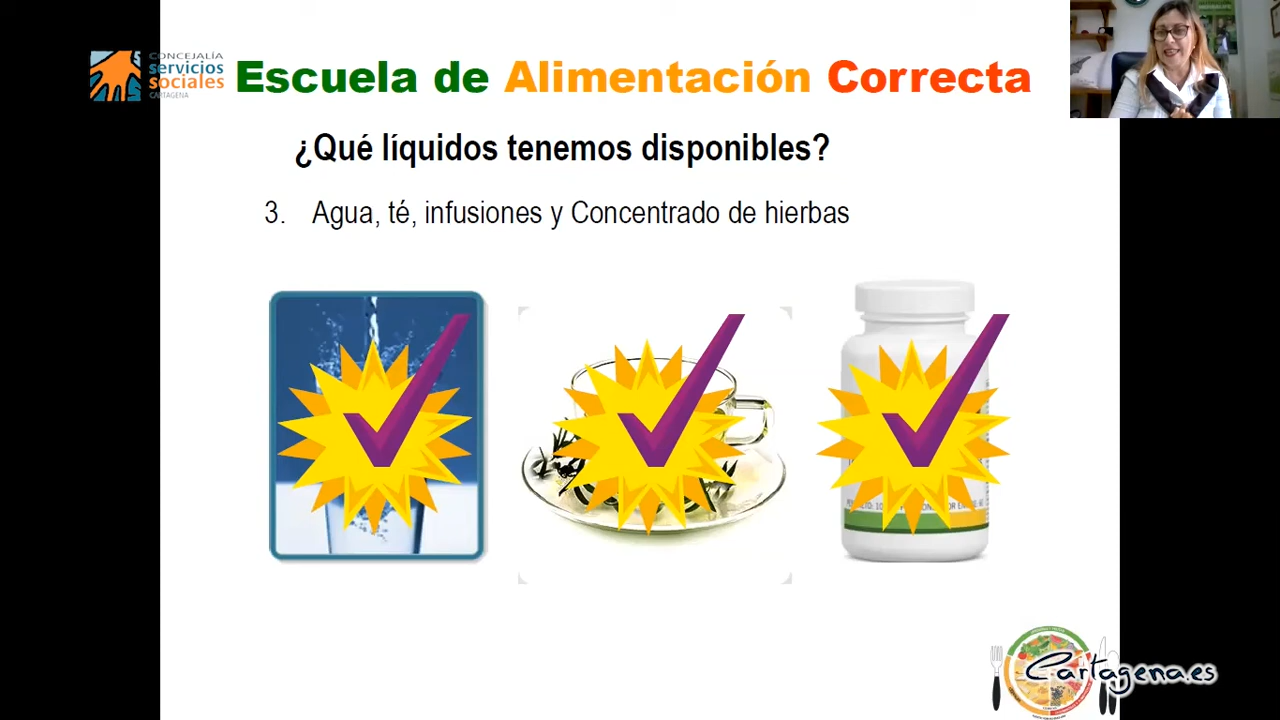 CONCEJALÍA
servicios
sociales
CARTAGENA
Escuela de Alimentación Correcta
¿Qué líquidos tenemos disponibles?
3. Agua, té, infusiones y Concentrado de hierbas
Cartagena.es